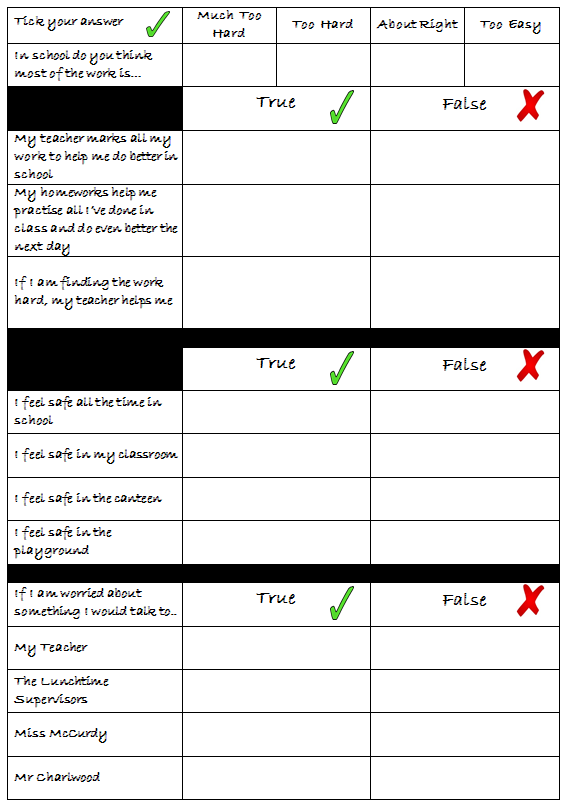 Tick your answer
Much Too
Hard
Too Hard
About Right
Too Easy
In school do you think
most of the work is...
True
False
My teacher marks all my
work to help me do better in
school
My homeworks help me
practise all I've done in
class and do even better the
next day
If I am finding the work
hard, my teacher helps me
True
False
I feel safe all the time in
school
I feel safe in my classroom
I feel safe in the canteen
I feel safe in the
playground
If I am worried about
something I would talk to..
True
False
My Teacher
The Lunchtime
Supervisors
Miss McCurdy
Mr Charlwood